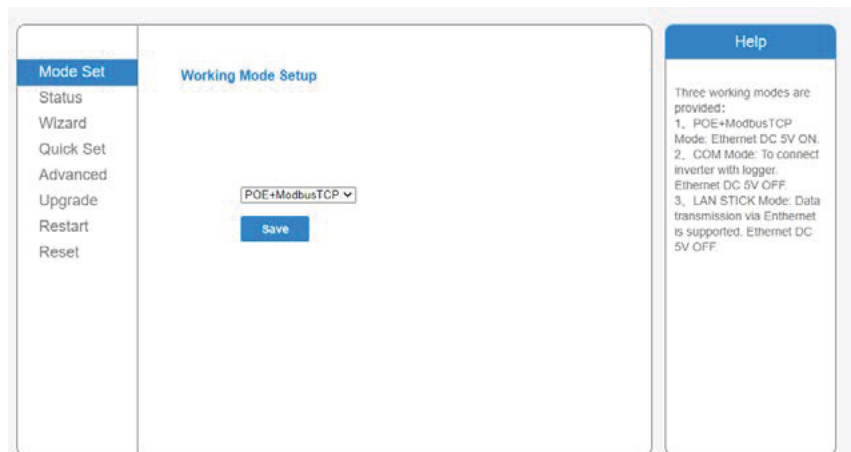 Mode Set
Status
Wizard
Quick Set
Advanced
Upgrade
Restart
Reset
Working Mode Setup
POE+ModbusTCP
Save
Help
Three working modes are
provided:
1、POE+ModbusTCP
Mode: Ethernet DC 5V ON.
2、COM Mode: To connect
inverter with logger.
Ethernet DC 5V OFF.
3、LAN STICK Mode: Data
transmission via Enthernet
is supported. Ethernet DC
5V OFF.